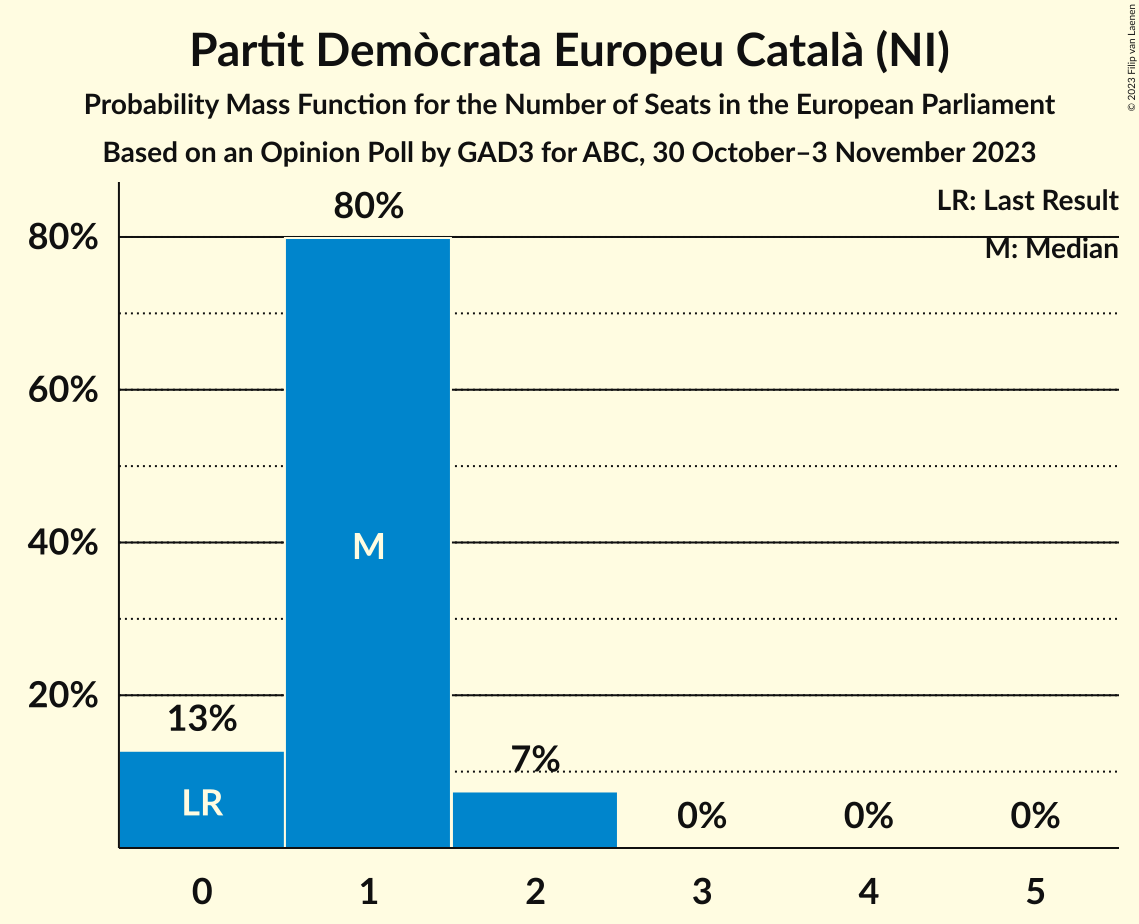 Partit Demòcrata Europeu Català (NI)
Probability Mass Function for the Number of Seats in the European Parliament
Based on an Opinion Poll by GAD3 for ABC, 30 October–3 November 2023
© 2023 Filip van Laenen
LR: Last Result
M: Median
80%
60%
40%
20%
13%
80%
7%
0%
0%
0%
LR
M
0
1
2
3
4
5